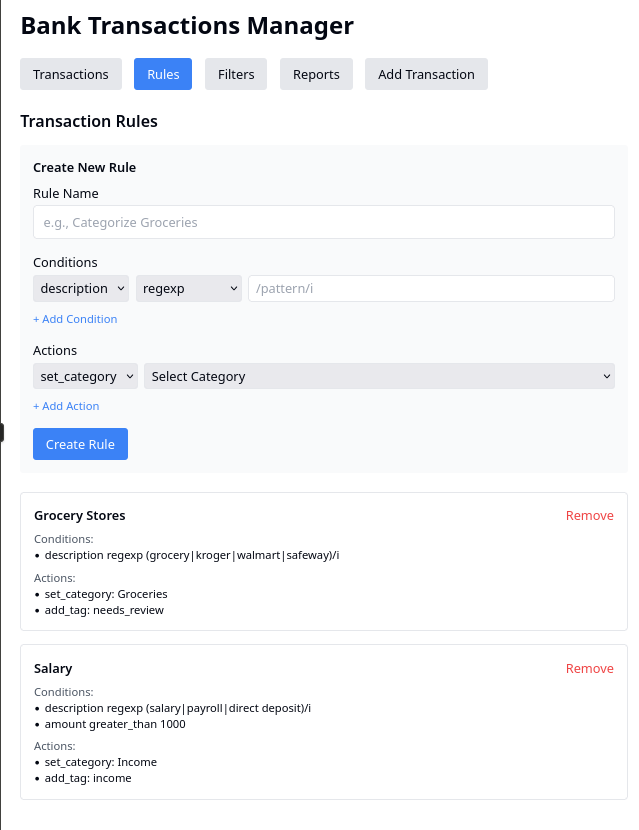 Bank Transactions Manager
Transactions Rules Filters Reports Add Transaction
Transaction Rules
Create New Rule
Rule Name
e.g., Categorize Groceries
Conditions
description regexp /pattern/i
+ Add Condition
Actions
set_category Select Category
+ Add Action
Create Rule
Grocery Stores Remove
Conditions:
• description regexp (grocery|kroger|walmart|safeway)/i
Actions:
• set_category: Groceries
• add_tag: needs_review
Salary Remove
Conditions:
• description regexp (salary|payroll|direct deposit)/i
• amount greater_than 1000
Actions:
• set_category: Income
• add_tag: income